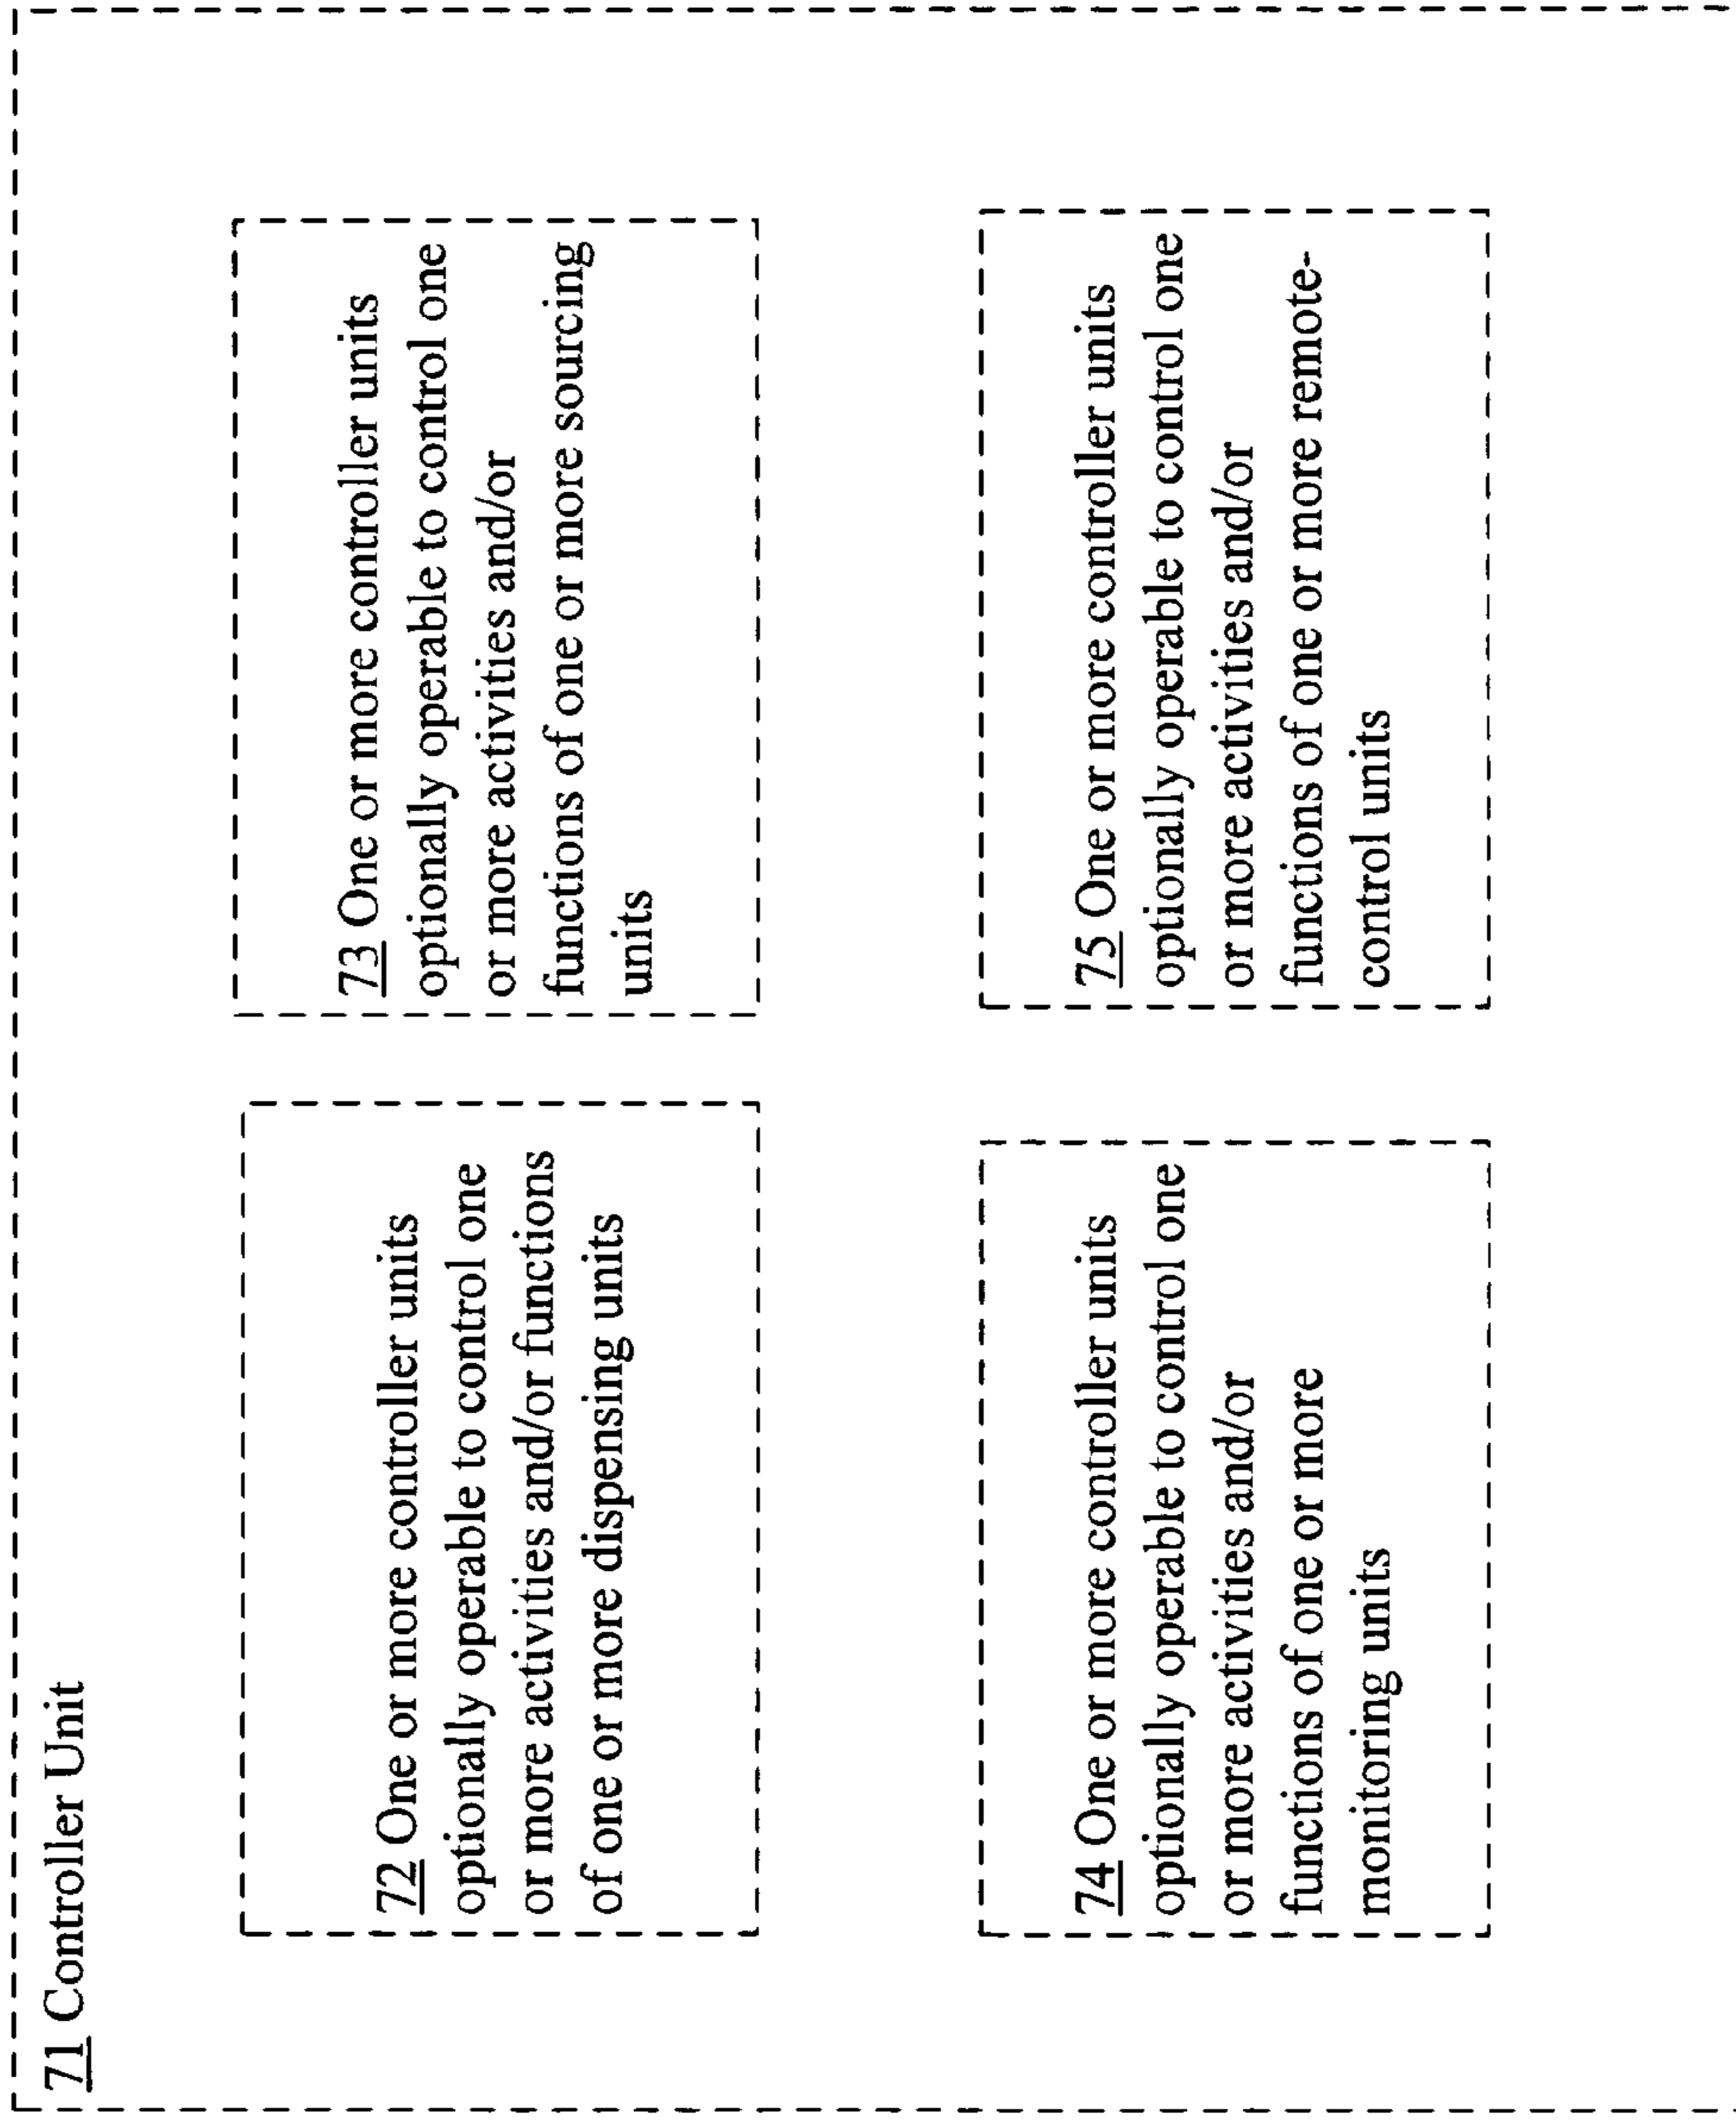 71 Controller Unit
72 One or more controller units
optionally operable to control one
or more activities and/or functions
of one or more dispensing units
73 One or more controller units
optionally operable to control one
or more activities and/or
functions of one or more sourcing
units
74 One or more controller units
optionally operable to control one
or more activities and/or
functions of one or more
monitoring units
75 One or more controller units
optionally operable to control one
or more activities and/or
functions of one or more remote-
control units